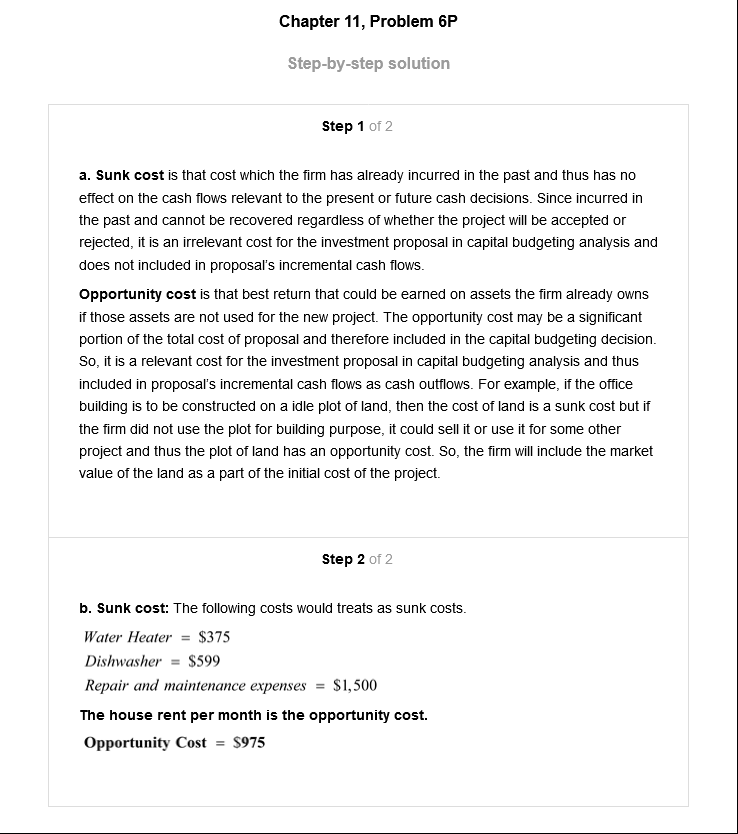 Chapter 11, Problem 6P
Step-by-step solution
Step 1 of 2
a. Sunk cost is that cost which the firm has already incurred in the past and thus has no
effect on the cash flows relevant to the present or future cash decisions. Since incurred in
the past and cannot be recovered regardless of whether the project will be accepted or
rejected, it is an irrelevant cost for the investment proposal in capital budgeting analysis and
does not included in proposal's incremental cash flows.
Opportunity cost is that best return that could be earned on assets the firm already owns
if those assets are not used for the new project. The opportunity cost may be a significant
portion of the total cost of proposal and therefore included in the capital budgeting decision.
So, it is a relevant cost for the investment proposal in capital budgeting analysis and thus
included in proposal's incremental cash flows as cash outflows. For example, if the office
building is to be constructed on a idle plot of land, then the cost of land is a sunk cost but if
the firm did not use the plot for building purpose, it could sell it or use it for some other
project and thus the plot of land has an opportunity cost. So, the firm will include the market
value of the land as a part of the initial cost of the project.
Step 2 of 2
b. Sunk cost: The following costs would treats as sunk costs.
Water Heater = $375
Dishwasher = $599
Repair and maintenance expenses = $1,500
The house rent per month is the opportunity cost.
Opportunity Cost = $975